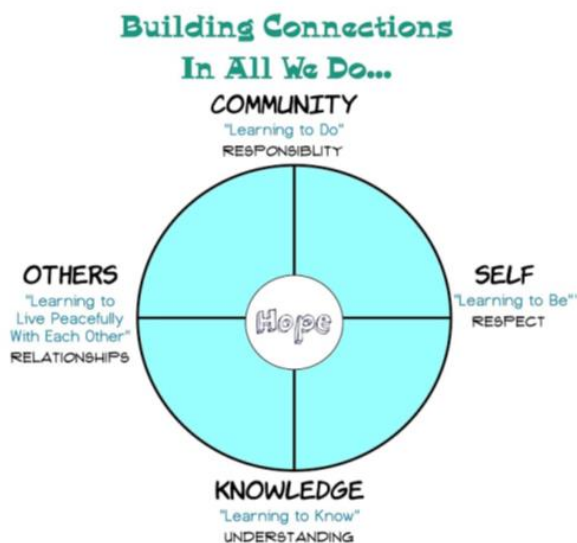 Building Connections
In All We Do...
COMMUNITY
"Learning to Do"
RESPONSIBLITY
OTHERS
"Learning to
Live Peacefully
With Each Other"
RELATIONSHIPS
Hope
SELF
"Learning to Be""
RESPECT
KNOWLEDGE
"Learning to Know"
UNDERSTANDING